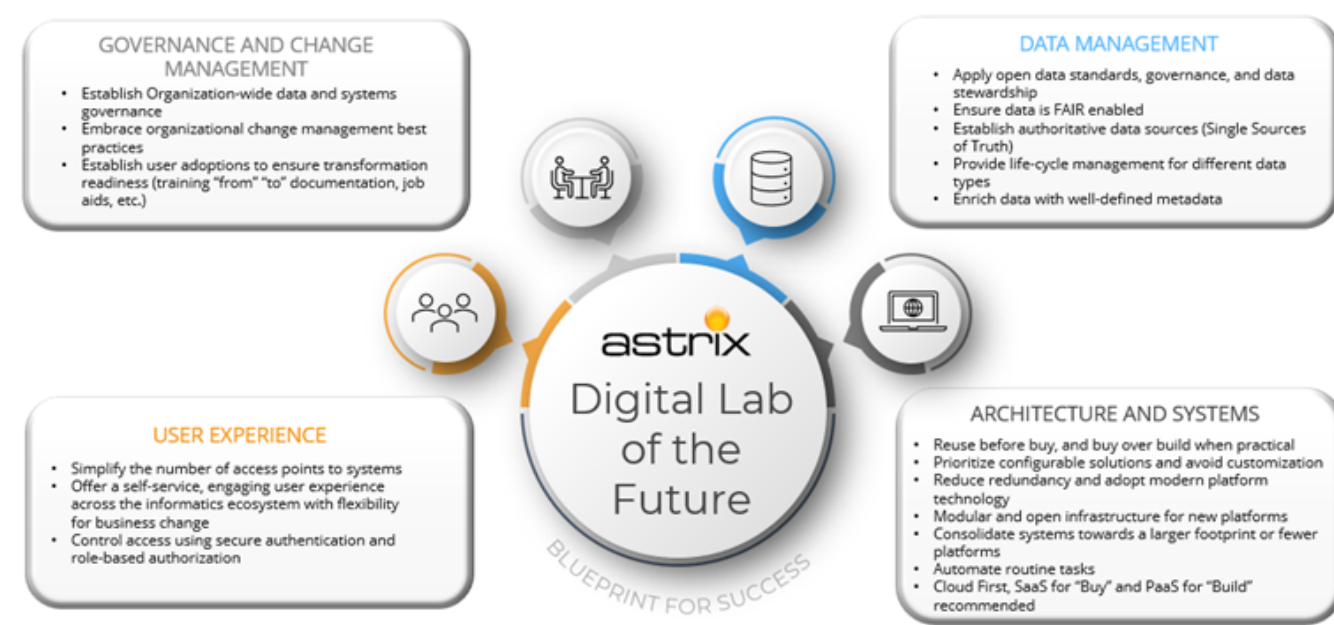 GOVERNANCE AND CHANGE
MANAGEMENT
• Establish Organization-wide data and systems
governance
• Embrace organizational change management best
practices
• Establish user adoptions to ensure transformation
readiness (training “from” “to” documentation, job
aids, etc.)
DATA MANAGEMENT
• Apply open data standards, governance, and data
stewardship
• Ensure data is FAIR enabled
• Establish authoritative data sources (Single Sources
of Truth)
• Provide life-cycle management for different data
types
• Enrich data with well-defined metadata
astrix
Digital Lab
of the
Future
BLUEPRINT FOR SUCCESS
USER EXPERIENCE
• Simplify the number of access points to systems
• Offer a self-service, engaging user experience
across the informatics ecosystem with flexibility
for business change
• Control access using secure authentication and
role-based authorization
ARCHITECTURE AND SYSTEMS
• Reuse before buy, and buy over build when practical
• Prioritize configurable solutions and avoid customization
• Reduce redundancy and adopt modern platform
technology
• Modular and open infrastructure for new platforms
• Consolidate systems towards a larger footprint or fewer
platforms
• Automate routine tasks
• Cloud First, SaaS for “Buy” and PaaS for “Build”
recommended